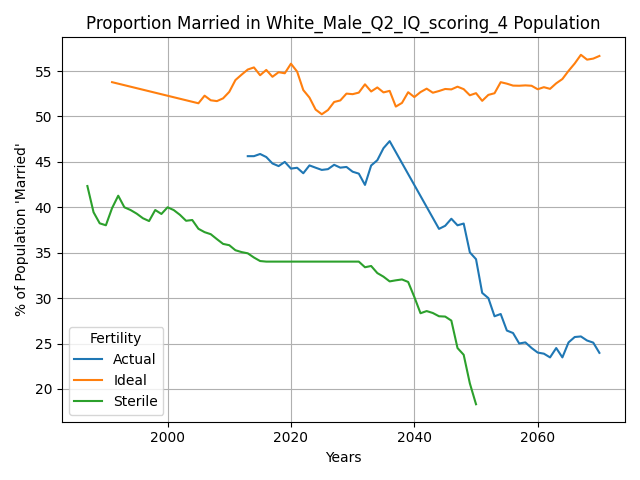 Proportion Married in White_Male_Q2_IQ_scoring_4 Population
% of Population 'Married'
55
50
45
40
35
30
25
20
Fertility
Actual
Ideal
Sterile
2000
2020
2040
2060
Years